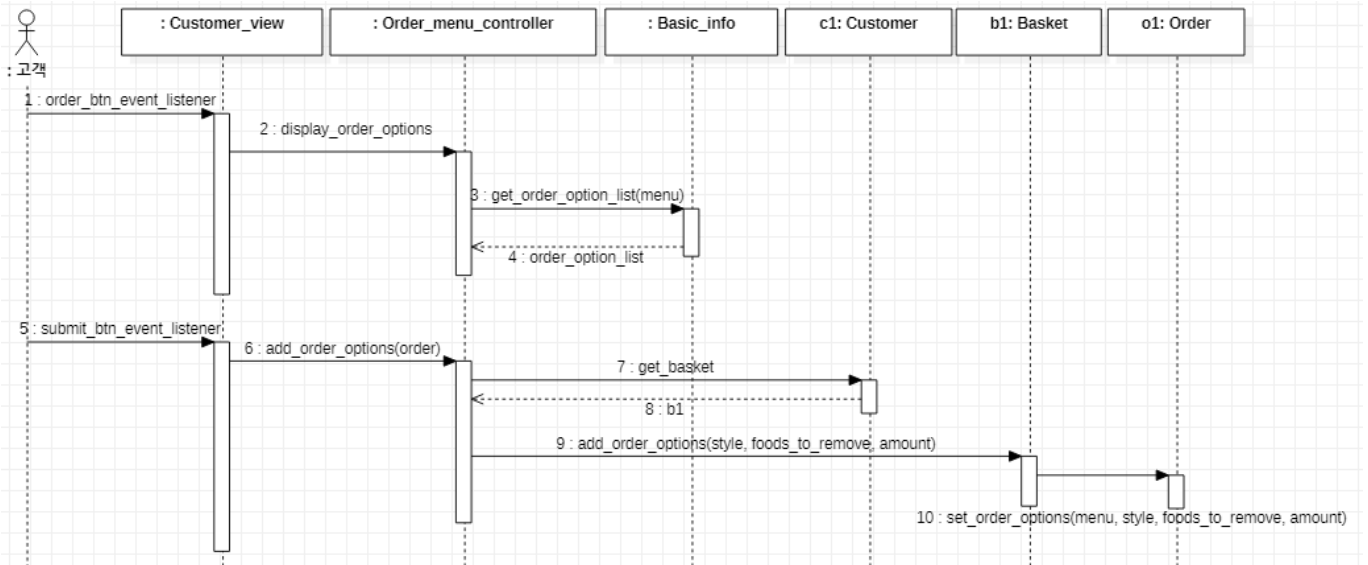 : Customer_view
: Order_menu_controller
: Basic_info
c1: Customer
b1: Basket
o1: Order
: 고객
1 : order_btn_event_listener
2 : display_order_options
3 : get_order_option_list(menu)
4 : order_option_list
5 : submit_btn_event_listener
6 : add_order_options(order)
7 : get_basket
8 : b1
9 : add_order_options(style, foods_to_remove, amount)
10 : set_order_options(menu, style, foods_to_remove, amount)